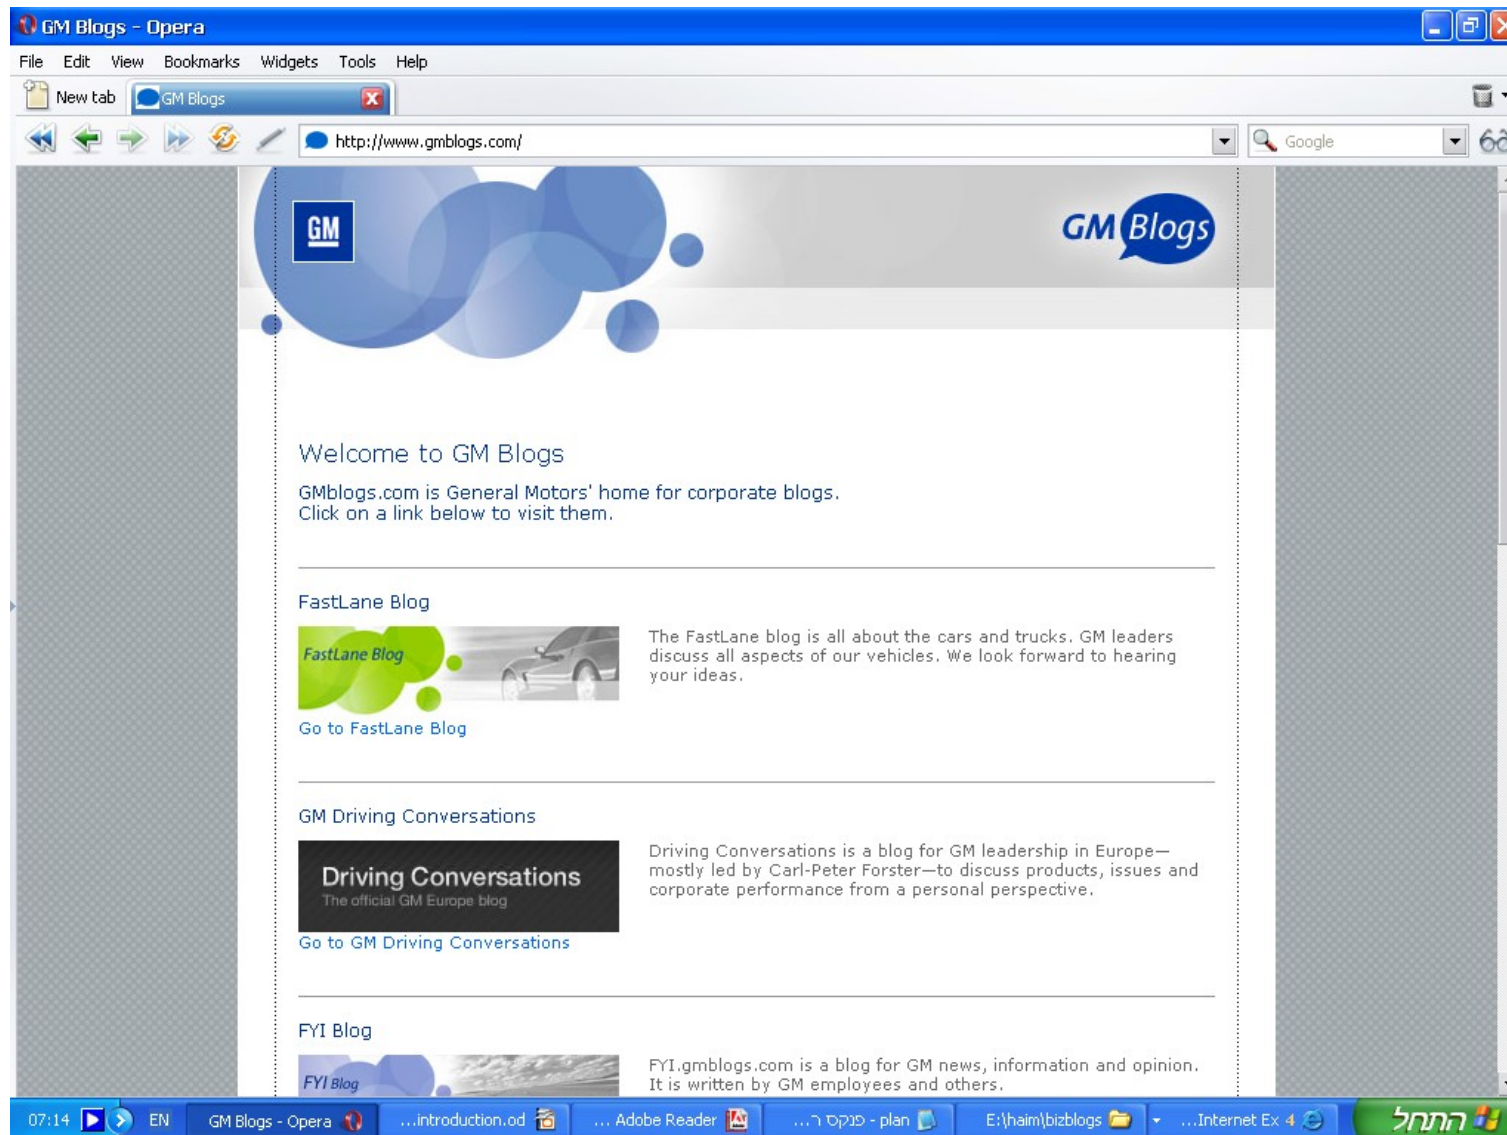 GM Blogs - Opera
File Edit View Bookmarks Widgets Tools Help
New tab GM Blogs
http://www.gmblogs.com/ Google
GM
GM Blogs
Welcome to GM Blogs
GMblogs.com is General Motors' home for corporate blogs.
Click on a link below to visit them.
FastLane Blog
FastLane Blog
The FastLane blog is all about the cars and trucks. GM leaders
discuss all aspects of our vehicles. We look forward to hearing
your ideas.
Go to FastLane Blog
GM Driving Conversations
Driving Conversations
The official GM Europe blog
Driving Conversations is a blog for GM leadership in Europe—
mostly led by Carl-Peter Forster—to discuss products, issues and
corporate performance from a personal perspective.
Go to GM Driving Conversations
FYI Blog
FYI Blog
FYI.gmblogs.com is a blog for GM news, information and opinion.
It is written by GM employees and others.
07:14 EN GM Blogs - Opera ...introduction.od ... Adobe Reader plan - פנקס ר... E:\haim\bizblogs ...Internet Ex 4 התחל